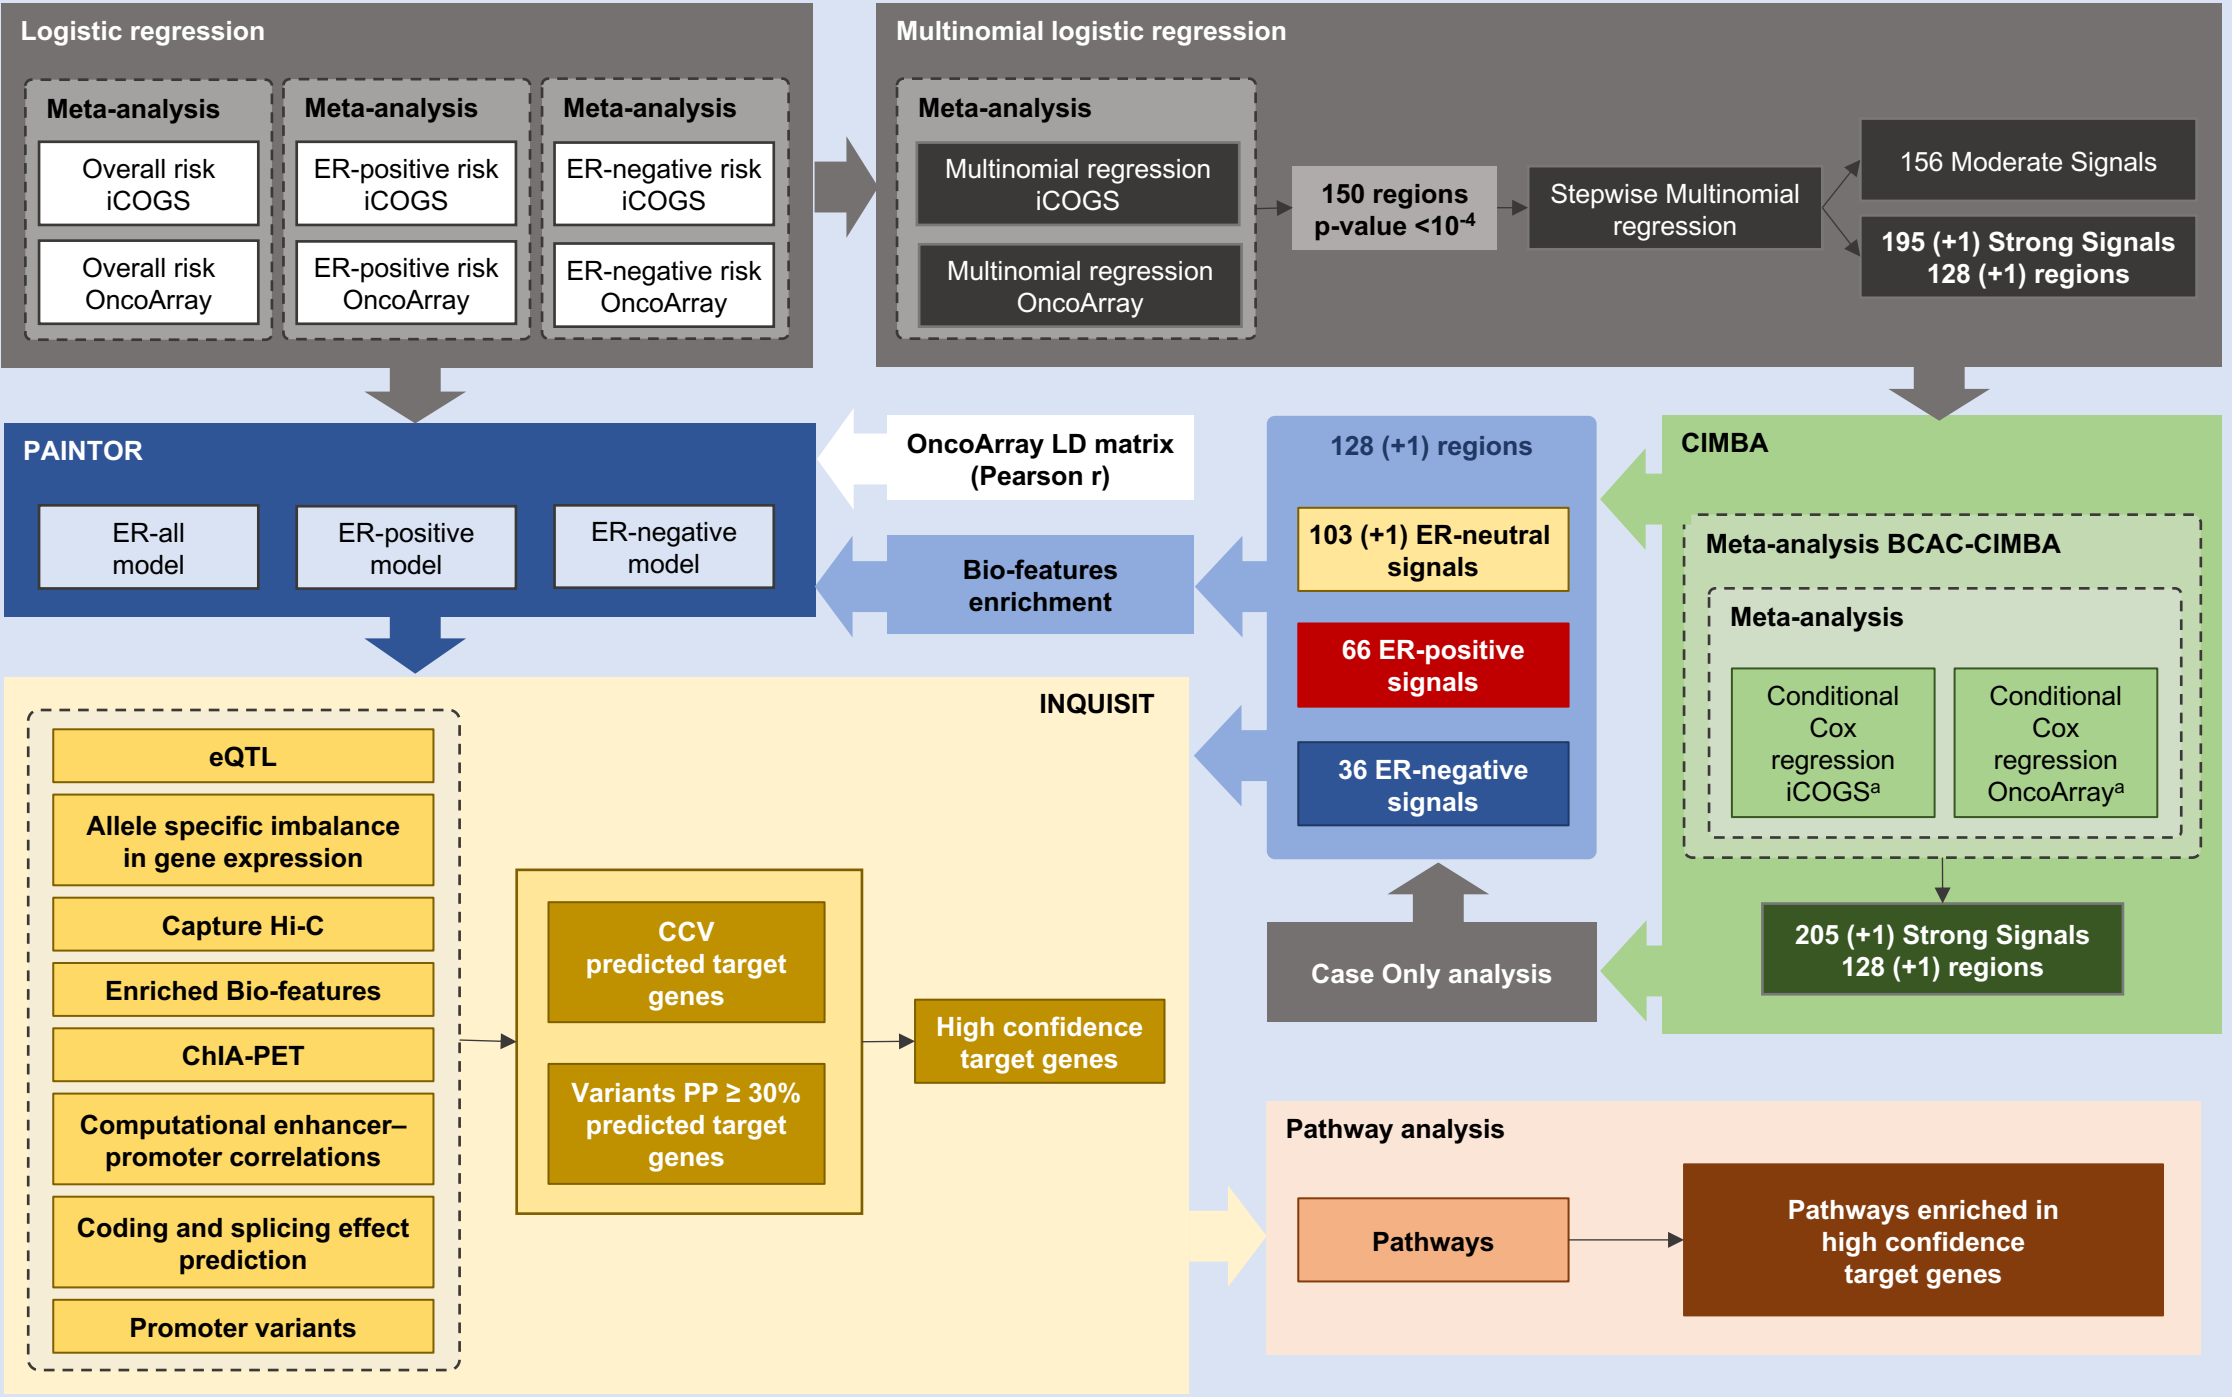 Logistic regression
Meta-analysis
Overall risk
iCOGS
Overall risk
OncoArray
Meta-analysis
ER-positive risk
iCOGS
ER-positive risk
OncoArray
Meta-analysis
ER-negative risk
iCOGS
ER-negative risk
OncoArray
Multinomial logistic regression
Meta-analysis
Multinomial regression
iCOGS
Multinomial regression
OncoArray
150 regions
p-value <10⁻⁴
Stepwise Multinomial
regression
156 Moderate Signals
195 (+1) Strong Signals
128 (+1) regions
PAINTOR
ER-all
model
ER-positive
model
ER-negative
model
OncoArray LD matrix
(Pearson r)
Bio-features
enrichment
128 (+1) regions
103 (+1) ER-neutral
signals
66 ER-positive
signals
36 ER-negative
signals
Case Only analysis
CIMBA
Meta-analysis BCAC-CIMBA
Meta-analysis
Conditional
Cox
regression
iCOGSᵃ
Conditional
Cox
regression
OncoArrayᵃ
205 (+1) Strong Signals
128 (+1) regions
INQUISIT
eQTL
Allele specific imbalance
in gene expression
Capture Hi-C
Enriched Bio-features
ChIA-PET
Computational enhancer–
promoter correlations
Coding and splicing effect
prediction
Promoter variants
CCV
predicted target
genes
Variants PP ≥ 30%
predicted target
genes
High confidence
target genes
Pathway analysis
Pathways
Pathways enriched in
high confidence
target genes